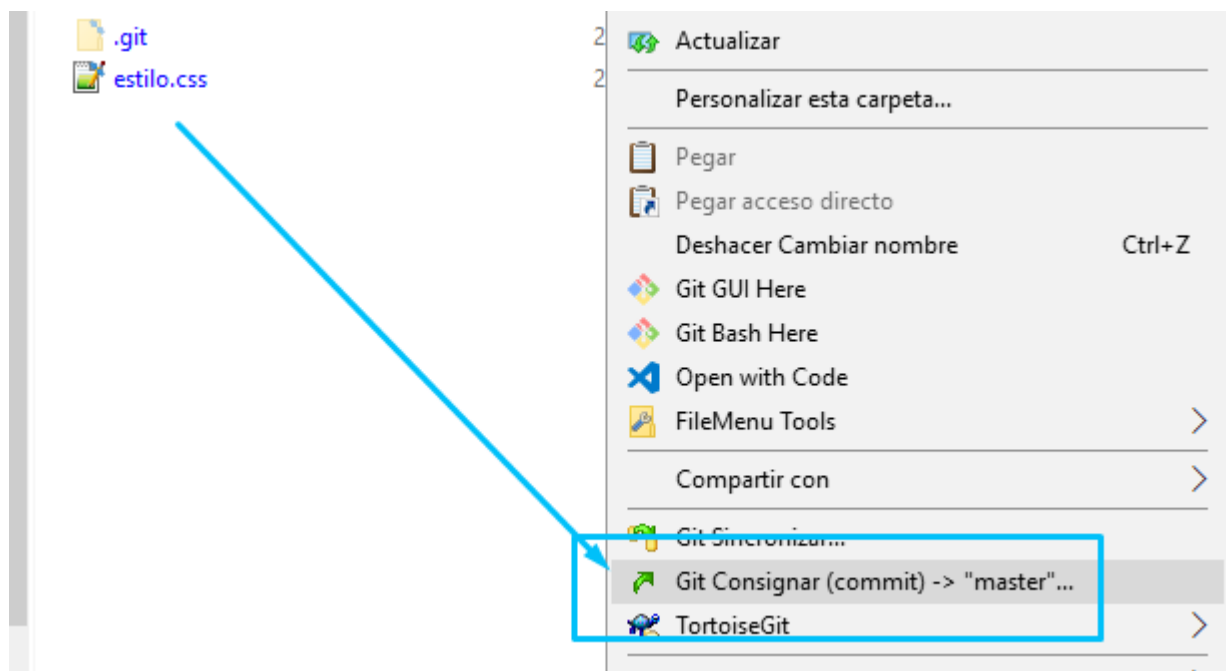 .git
2
estilo.css
2
Actualizar
Personalizar esta carpeta...
Pegar
Pegar acceso directo
Deshacer Cambiar nombre Ctrl+Z
Git GUI Here
Git Bash Here
Open with Code
FileMenu Tools
Compartir con
Git Sincronizar...
Git Consignar (commit) -> "master"...
TortoiseGit